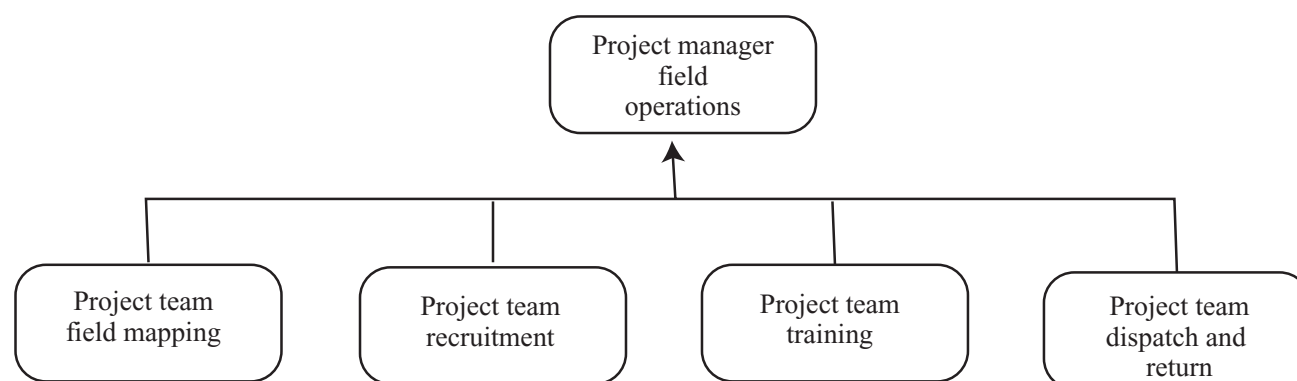 Project manager
field
operations
Project team
field mapping
Project team
recruitment
Project team
training
Project team
dispatch and
return